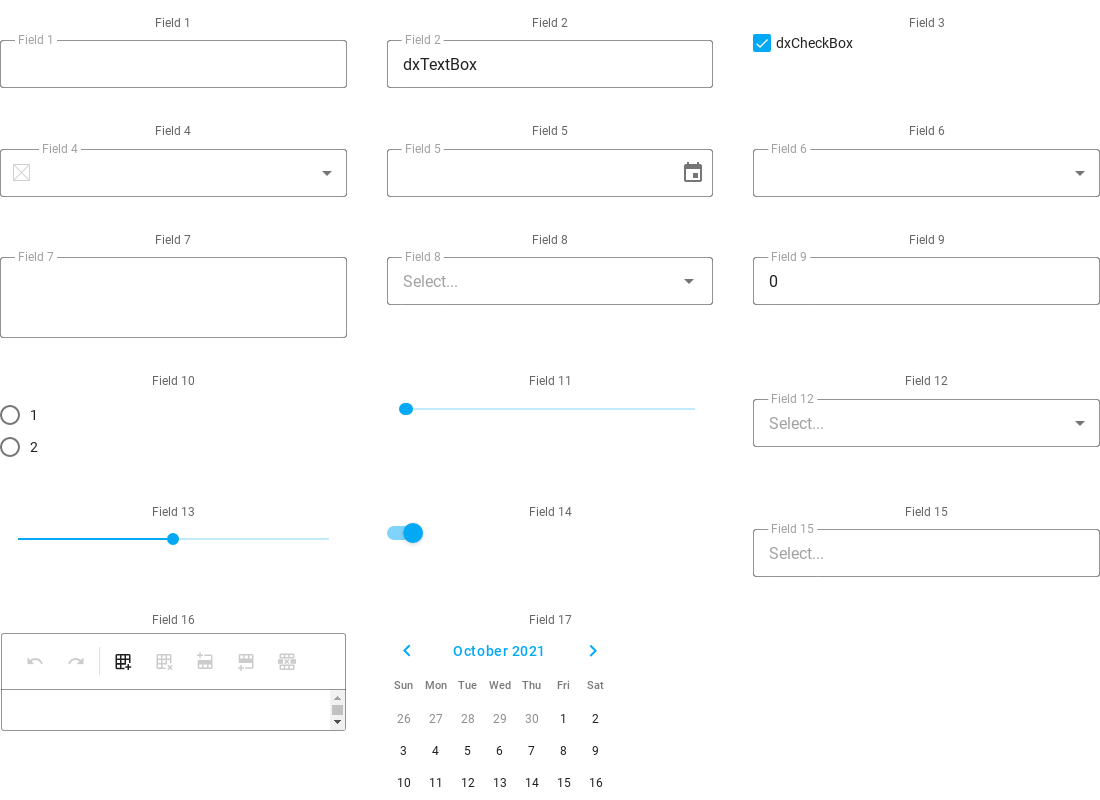 Field 1
Field 1
Field 2
Field 2
dxTextBox
Field 3
dxCheckBox
Field 4
Field 4
Field 5
Field 5
Field 6
Field 6
Field 7
Field 7
Field 8
Field 8
Select...
Field 9
Field 9
0
Field 10
1
2
Field 11
Field 12
Field 12
Select...
Field 13
Field 14
Field 15
Field 15
Select...
Field 16
Field 17
October 2021
Sun Mon Tue Wed Thu Fri Sat
26 27 28 29 30 1 2
3 4 5 6 7 8 9
10 11 12 13 14 15 16